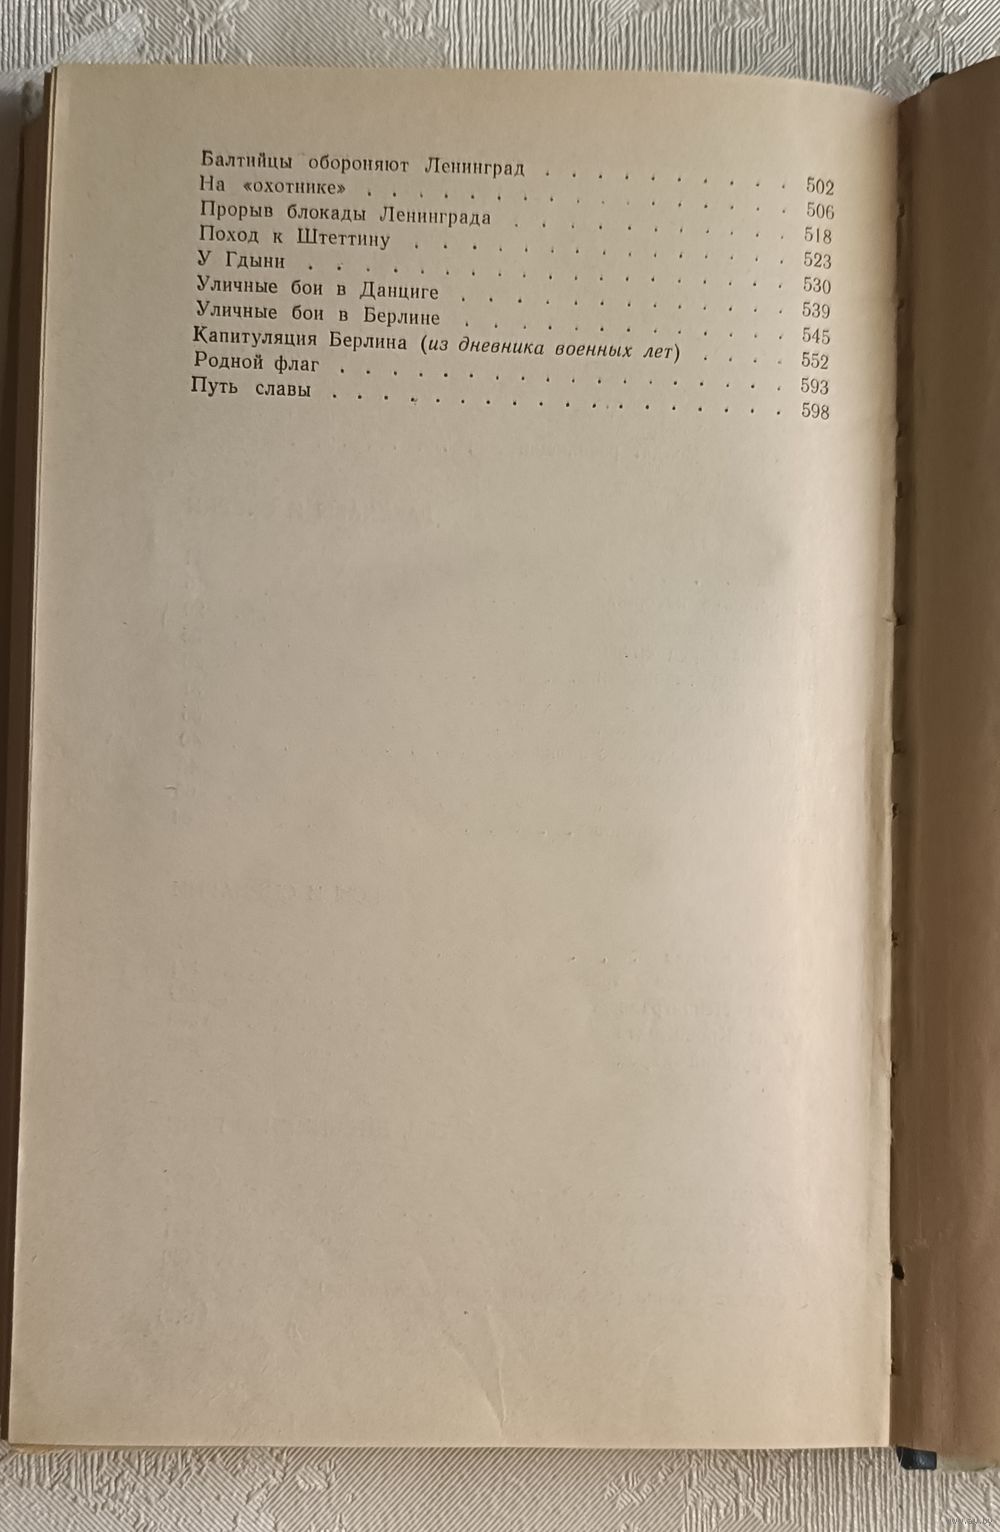 Балтийцы обороняют Ленинград . . . . . . . . . . 502
На «охотнике» . . . . . . . . . . . . . . . . . 506
Прорыв блокады Ленинграда . . . . . . . . . . . 518
Поход к Штеттину . . . . . . . . . . . . . . . 523
У Гдыни . . . . . . . . . . . . . . . . . . . 530
Уличные бои в Данциге . . . . . . . . . . . . . 539
Уличные бои в Берлине . . . . . . . . . . . . . 545
Капитуляция Берлина (из дневника военных лет) . . . . 552
Родной флаг . . . . . . . . . . . . . . . . . . 593
Путь славы . . . . . . . . . . . . . . . . . . 598